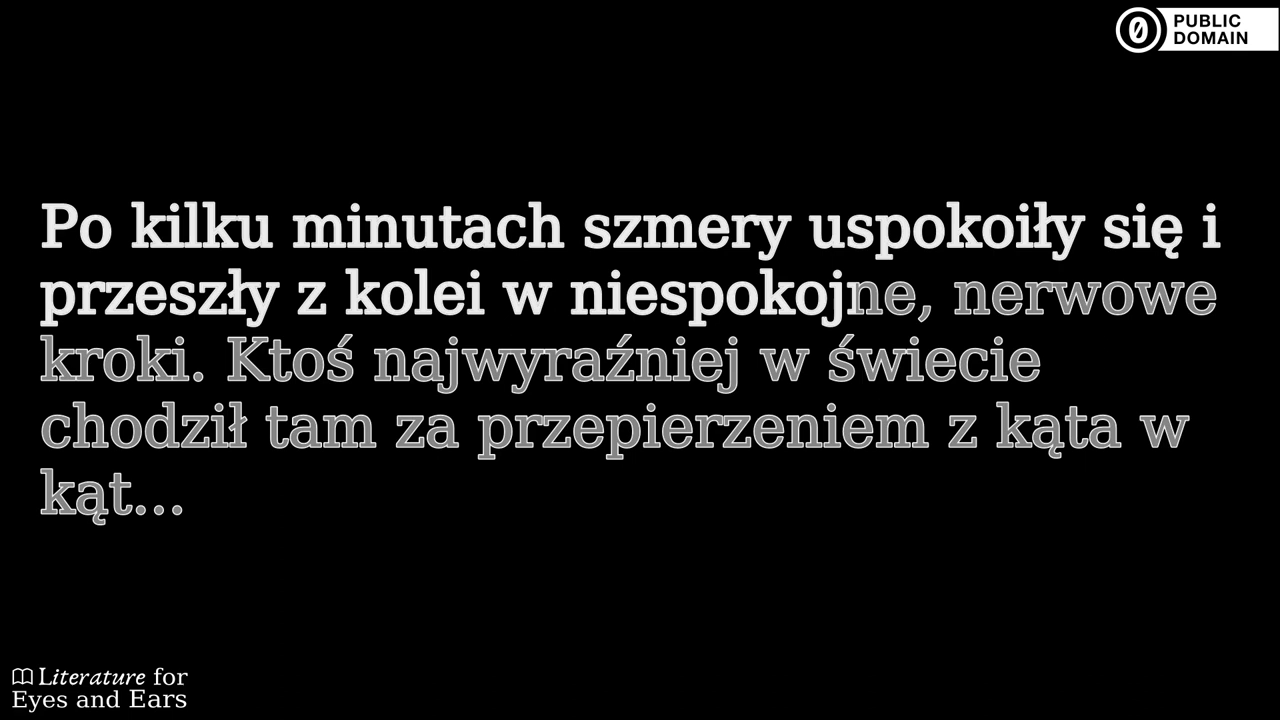 PUBLIC
DOMAIN
Po kilku minutach szmery uspokoiły się i
przeszły z kolei w niespokojne, nerwowe
kroki. Ktoś najwyraźniej w świecie
chodził tam za przepierzeniem z kąta w
kąt...
Literature for
Eyes and Ears